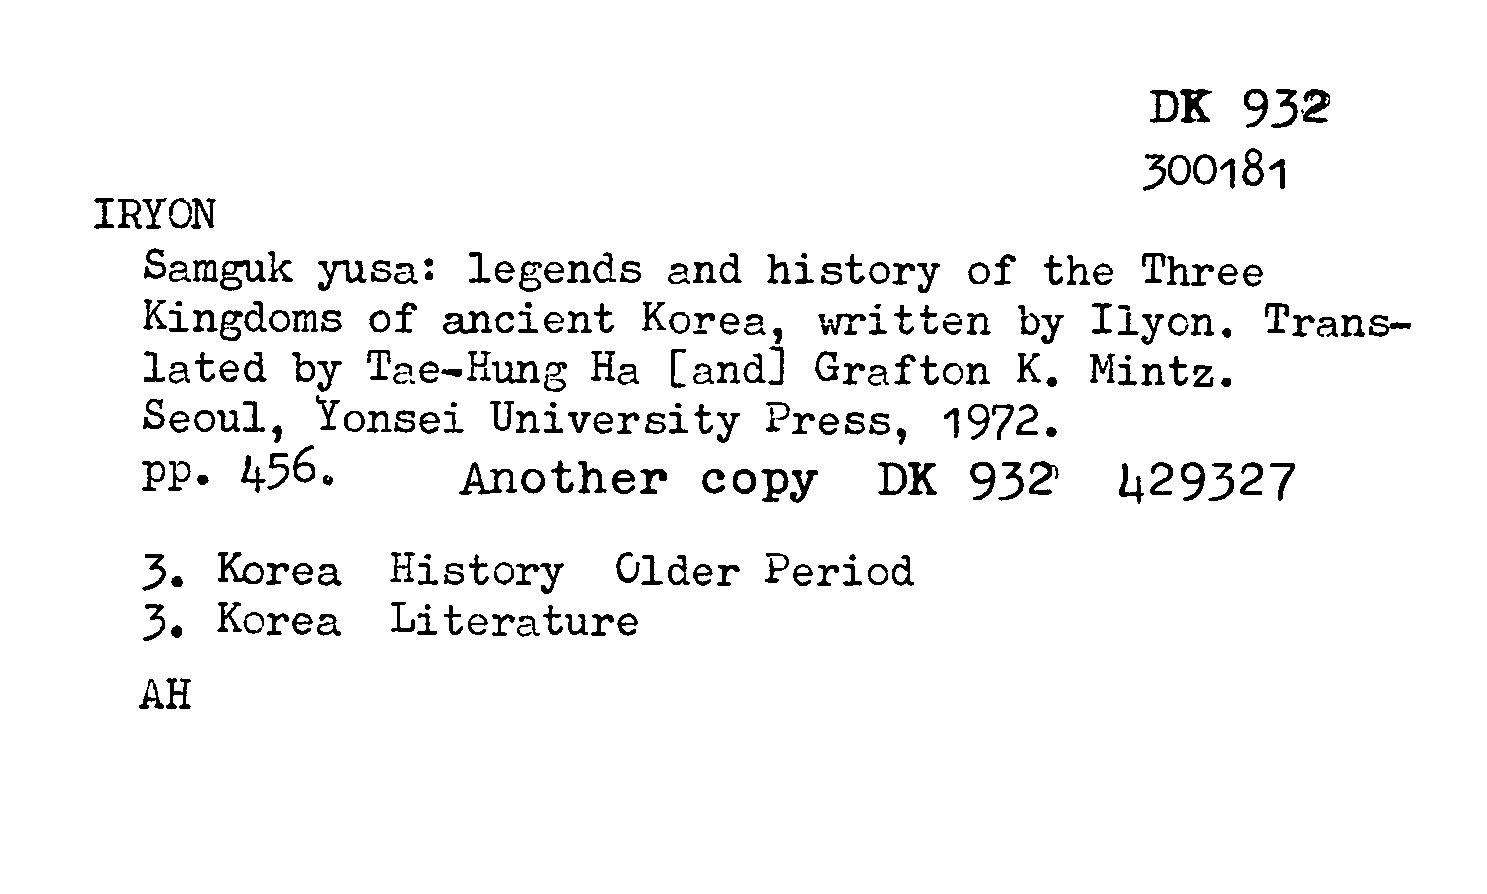 DK 932
300181
IRYON
Samguk yusa: legends and history of the Three
Kingdoms of ancient Korea, written by Ilyon. Trans-
lated by Tae-Hung Ha [and] Grafton K. Mintz.
Seoul, Yonsei University Press, 1972.
pp. 456. Another copy DK 932 429327
3. Korea History Older Period
3. Korea Literature
AH